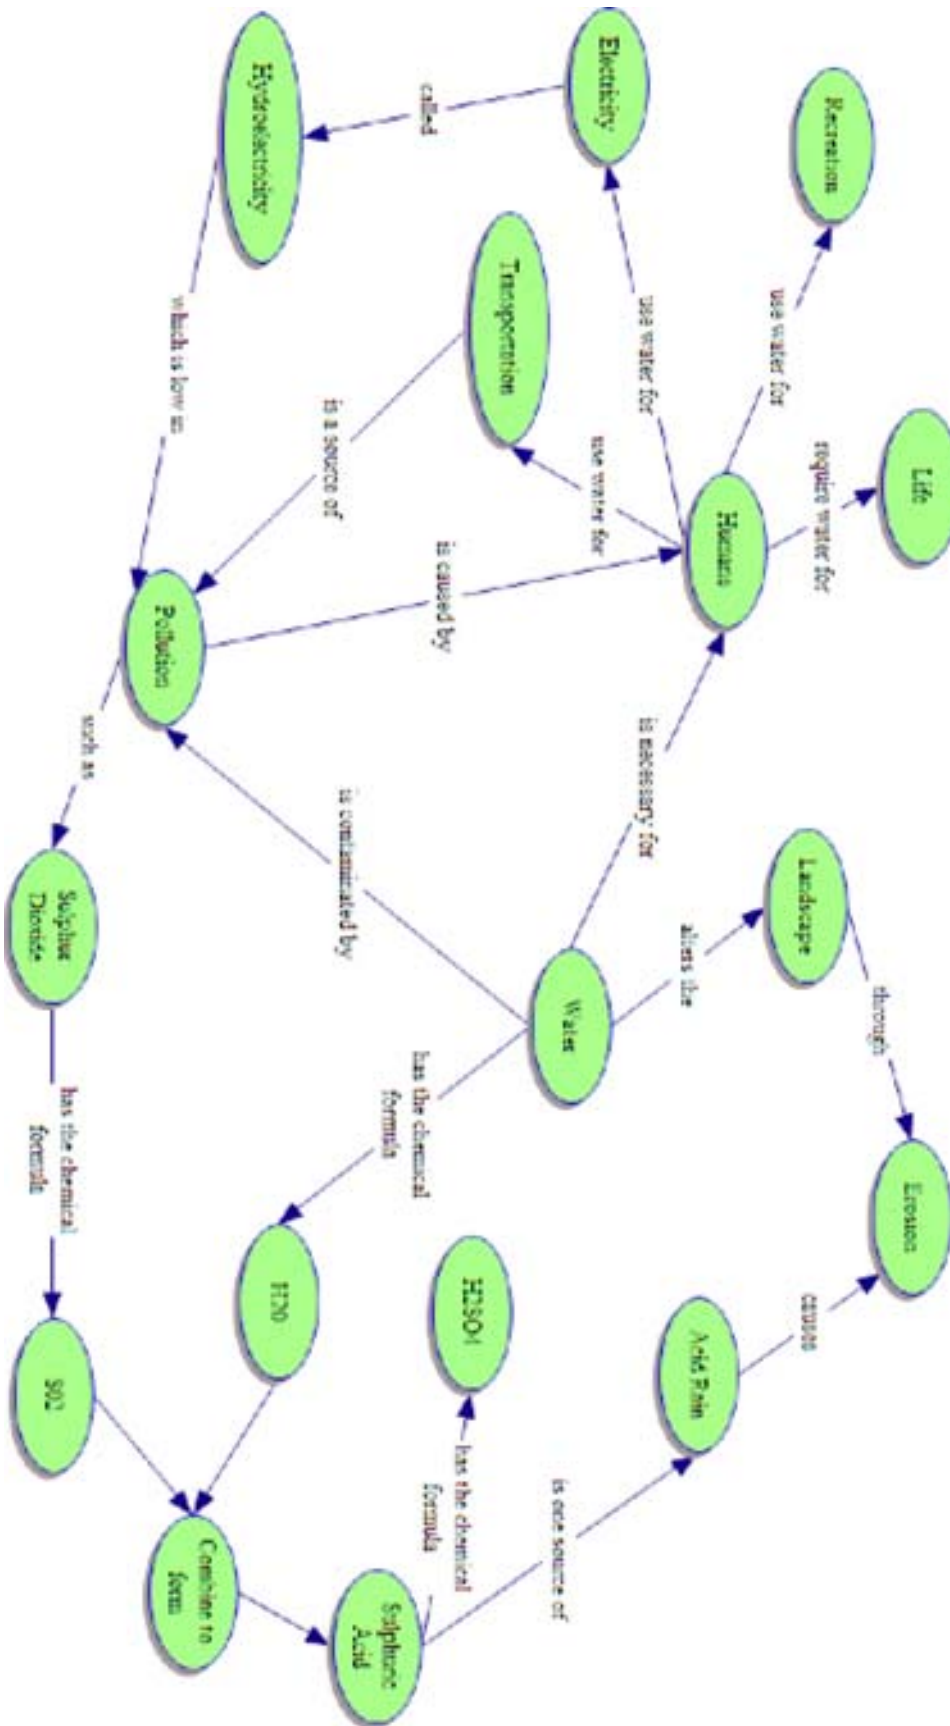 Life
Recreation
require water for
use water for
Electricity
use water for
Humans
called
Transportation
use water for
Hydroelectricity
is a source of
is caused by
which is low in
Pollution
is necessary for
Landscape
through
Erosion
alters the
Water
is contaminated by
such as
Sulphur
Dioxide
has the chemical
formula
H20
H2SO4
Acid Rain
causes
has the chemical
formula
S02
Combine to
form
Sulphuric
Acid
has the chemical
formula
is one source of